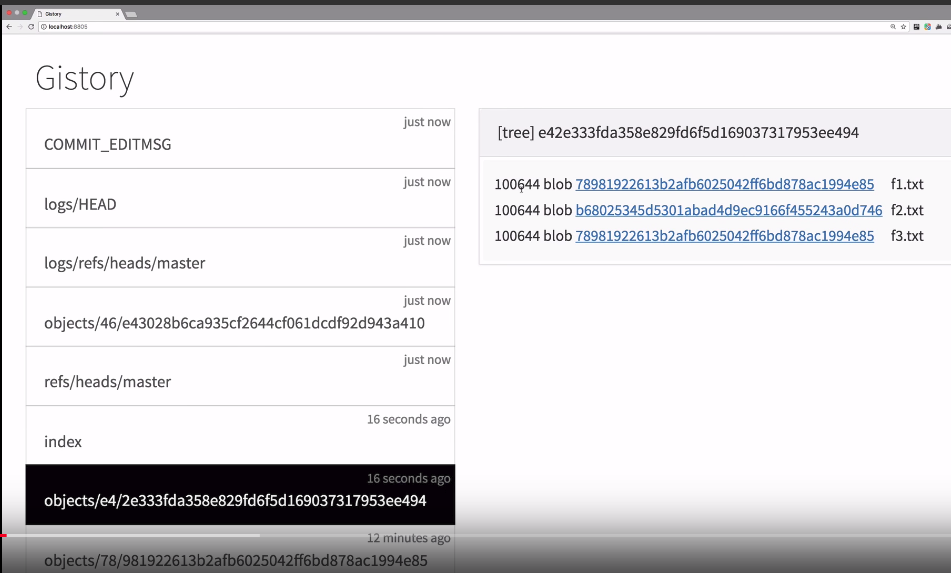 Gistory
localhost:8805
Gistory
just now
COMMIT_EDITMSG
just now
logs/HEAD
just now
logs/refs/heads/master
just now
objects/46/e43028b6ca935cf2644cf061dcdf92d943a410
just now
refs/heads/master
16 seconds ago
index
16 seconds ago
objects/e4/2e333fda358e829fd6f5d169037317953ee494
12 minutes ago
objects/78/981922613b2afb6025042ff6bd878ac1994e85
[tree] e42e333fda358e829fd6f5d169037317953ee494
100644 blob 78981922613b2afb6025042ff6bd878ac1994e85 f1.txt
100644 blob b68025345d5301abad4d9ec9166f455243a0d746 f2.txt
100644 blob 78981922613b2afb6025042ff6bd878ac1994e85 f3.txt